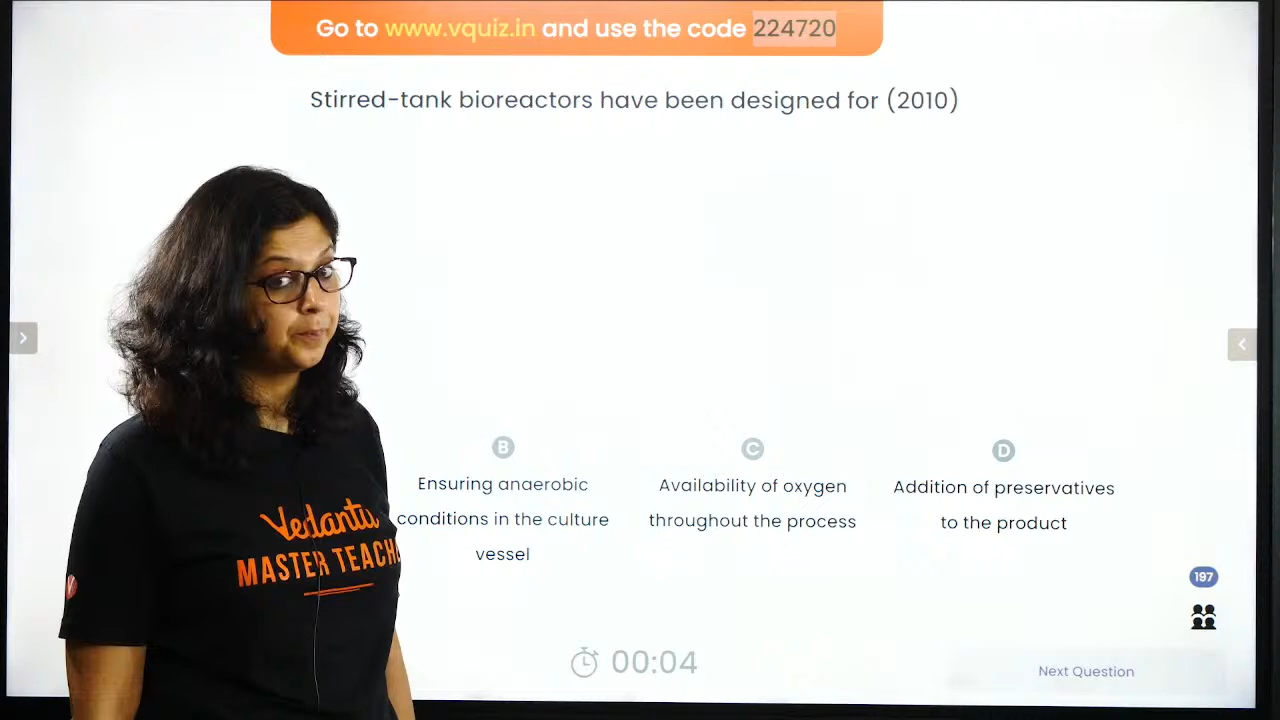 Go to www.vquiz.in and use the code 224720
Stirred-tank bioreactors have been designed for (2010)
B
Ensuring anaerobic
conditions in the culture
vessel
C
Availability of oxygen
throughout the process
D
Addition of preservatives
to the product
Vedantu
MASTER TEACH
197
00:04
Next Question